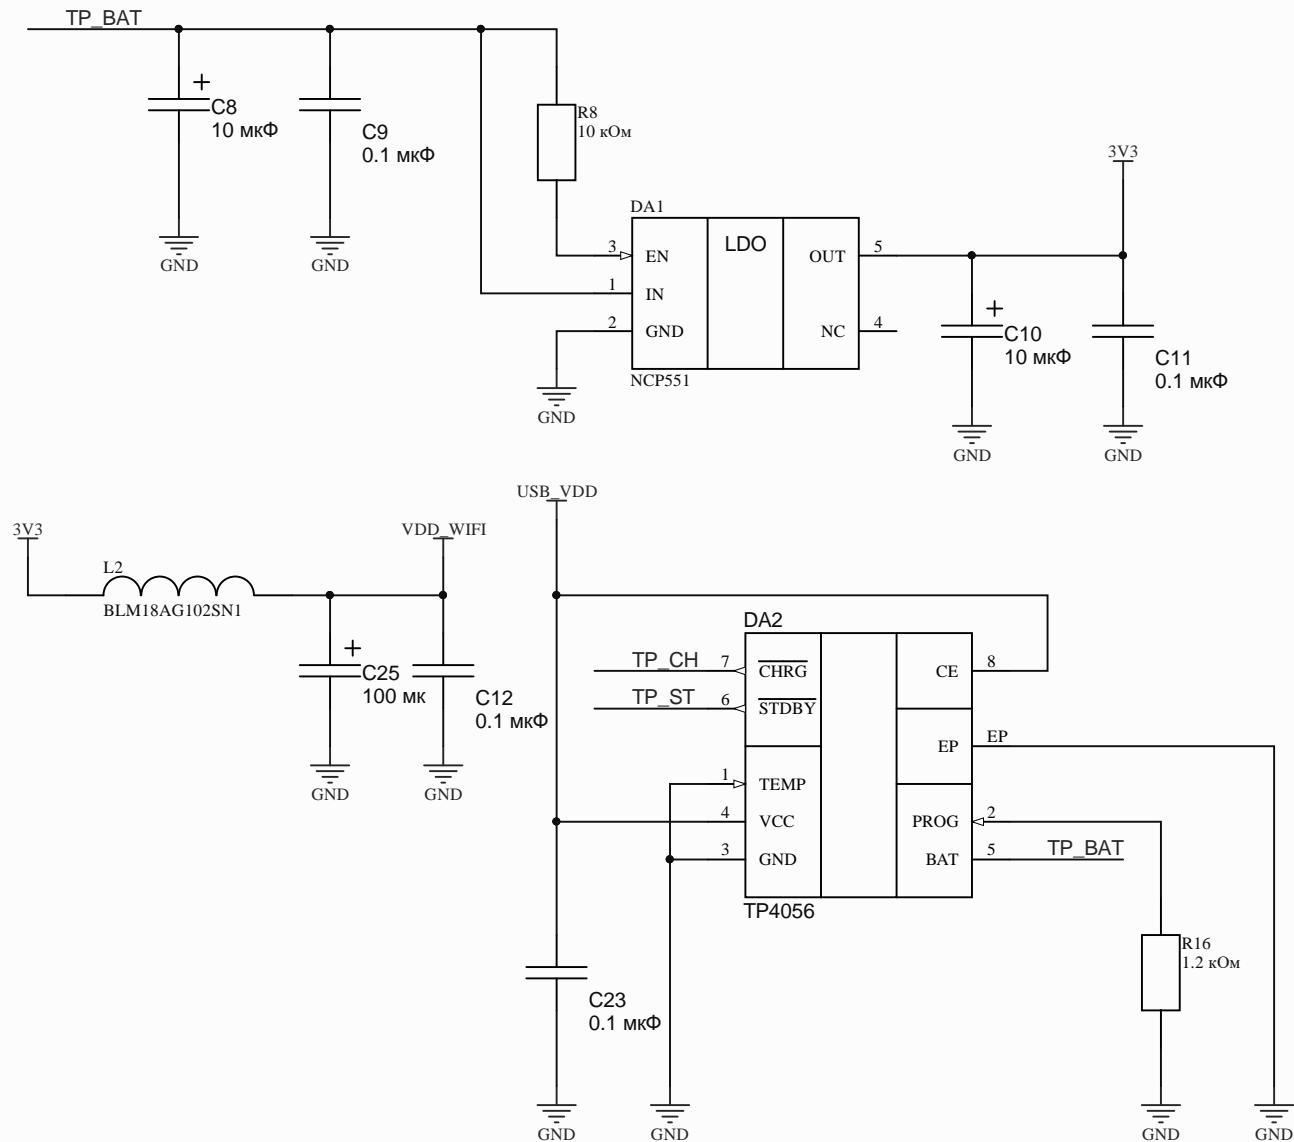 TP_BAT
C8
10 мкФ
C9
0.1 мкФ
R8
10 кОм
GND
GND
DA1
LDO
3
EN
1
IN
2
GND
OUT
5
NC
4
NCP551
GND
3V3
C10
10 мкФ
C11
0.1 мкФ
GND
GND
3V3
L2
BLM18AG102SN1
VDD_WIFI
C25
100 мк
C12
0.1 мкФ
GND
GND
USB_VDD
DA2
TP_CH
7
CHRG
TP_ST
6
STDBY
1
TEMP
4
VCC
3
GND
CE
8
EP
EP
PROG
2
BAT
5
TP_BAT
TP4056
C23
0.1 мкФ
R16
1.2 кОм
GND
GND
GND
GND